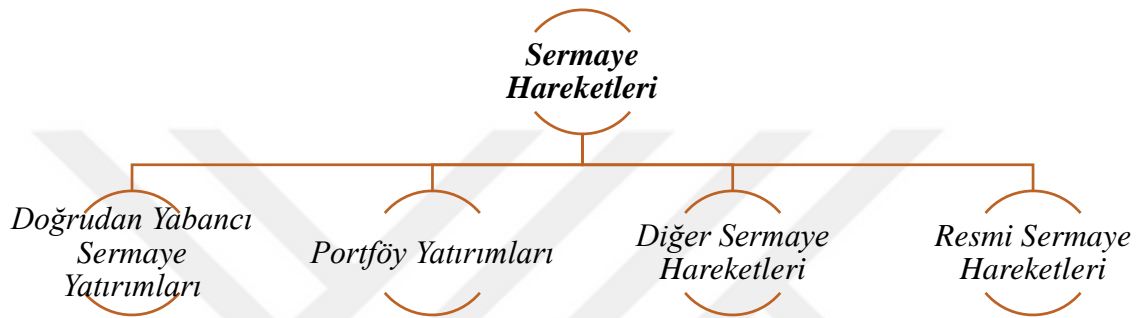 Sermaye
Hareketleri
Doğrudan Yabancı
Sermaye
Yatırımları
Portföy Yatırımları
Diğer Sermaye
Hareketleri
Resmi Sermaye
Hareketleri